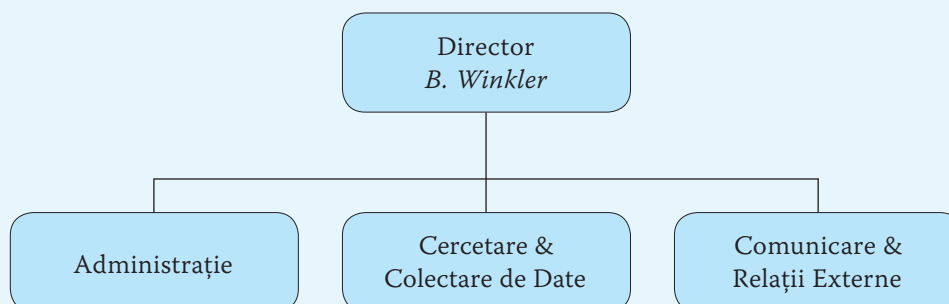 Director
B. Winkler
Administrație
Cercetare &
Colectare de Date
Comunicare &
Relații Externe